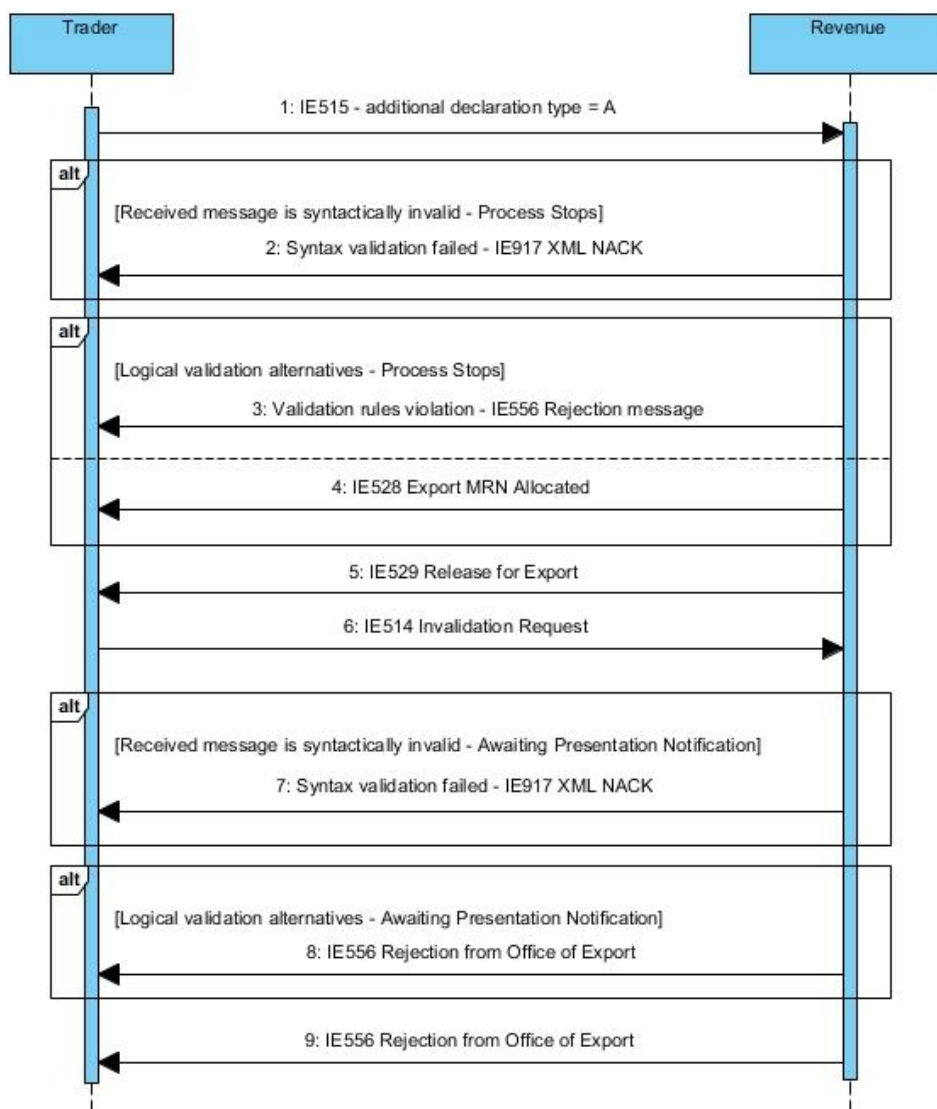 Trader
Revenue
1: IE515 - additional declaration type = A
alt
[Received message is syntactically invalid - Process Stops]
2: Syntax validation failed - IE917 XML NACK
alt
[Logical validation alternatives - Process Stops]
3: Validation rules violation - IE556 Rejection message
4: IE528 Export MRN Allocated
5: IE529 Release for Export
6: IE514 Invalidation Request
alt
[Received message is syntactically invalid - Awaiting Presentation Notification]
7: Syntax validation failed - IE917 XML NACK
alt
[Logical validation alternatives - Awaiting Presentation Notification]
8: IE556 Rejection from Office of Export
9: IE556 Rejection from Office of Export